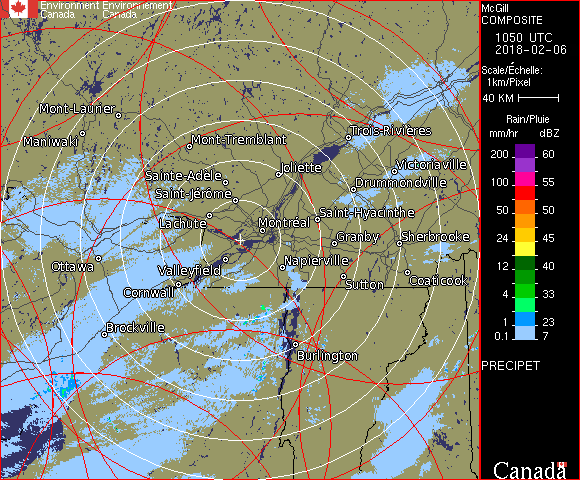 Environment Environnement
Canada Canada
McGill
COMPOSITE
1050 UTC
2018-02-06
Scale/Échelle:
1km/Pixel
40 KM
Rain/Pluie
mm/hr dBZ
200 60
55
100 55
50 50
24 45
12 40
4 33
1 23
0.1 7
PRECIPET
Canada
Mont-Laurier
Maniwaki
Mont-Tremblant
Trois-Rivières
Joliette
Victoriaville
Sainte-Adèle
Drummondville
Saint-Jérôme
Saint-Hyacinthe
Lachute
Montréal
Granby
Sherbrooke
Ottawa
Valleyfield
Napierville
Cornwall
Sutton
Coaticook
Brockville
Burlington